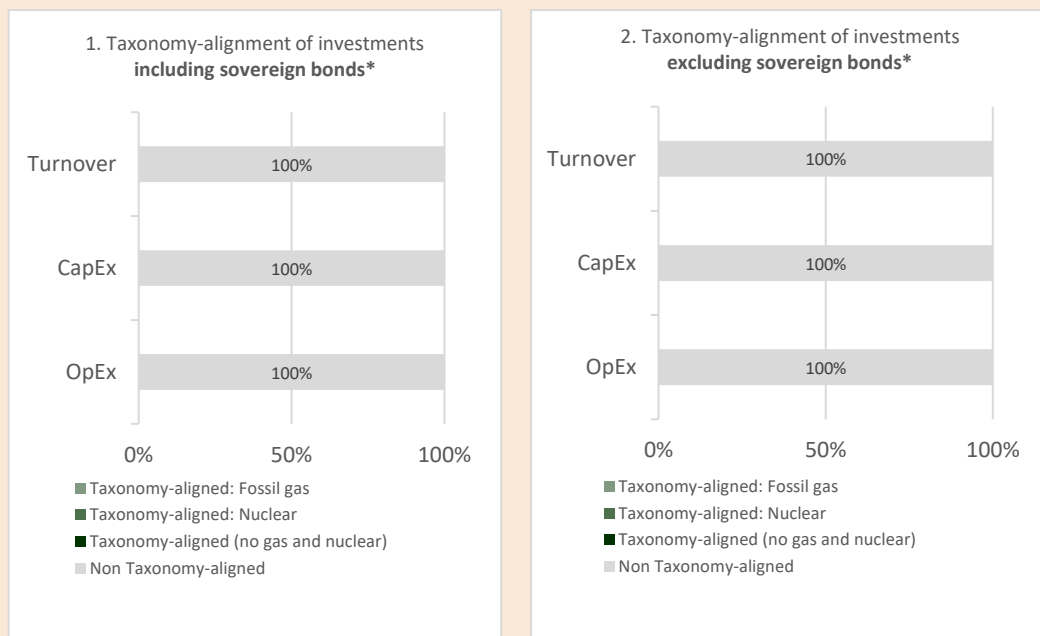 1. Taxonomy-alignment of investments
including sovereign bonds*
Turnover
100%
CapEx
100%
OpEx
100%
0% 50% 100%
Taxonomy-aligned: Fossil gas
Taxonomy-aligned: Nuclear
Taxonomy-aligned (no gas and nuclear)
Non Taxonomy-aligned
2. Taxonomy-alignment of investments
excluding sovereign bonds*
Turnover
100%
CapEx
100%
OpEx
100%
0% 50% 100%
Taxonomy-aligned: Fossil gas
Taxonomy-aligned: Nuclear
Taxonomy-aligned (no gas and nuclear)
Non Taxonomy-aligned